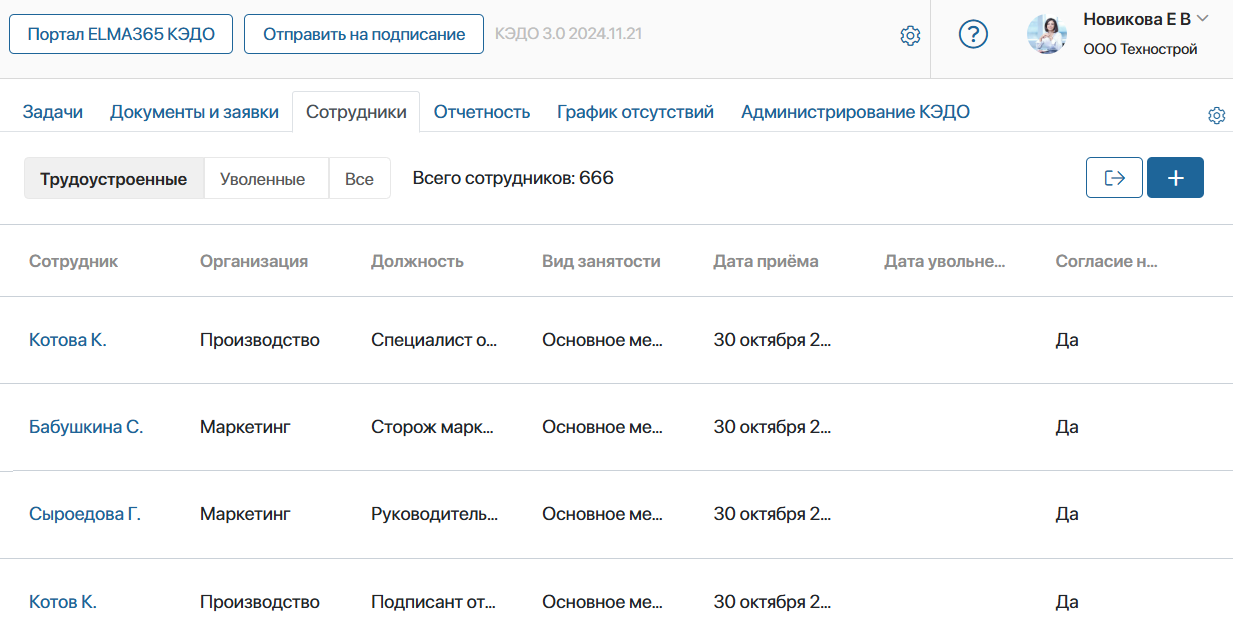 Портал ELMA365 КЭДО Отправить на подписание КЭДО 3.0 2024.11.21 ? Новикова Е В
ООО Технострой
Задачи Документы и заявки Сотрудники Отчетность График отсутствий Администрирование КЭДО
Трудоустроенные Уволенные Все Всего сотрудников: 666 +
Сотрудник Организация Должность Вид занятости Дата приёма Дата увольне... Согласие н...
Котова К. Производство Специалист о... Основное ме... 30 октября 2... Да
Бабушкина С. Маркетинг Сторож марк... Основное ме... 30 октября 2... Да
Сыроедова Г. Маркетинг Руководитель... Основное ме... 30 октября 2... Да
Котов К. Производство Подписант от... Основное ме... 30 октября 2... Да